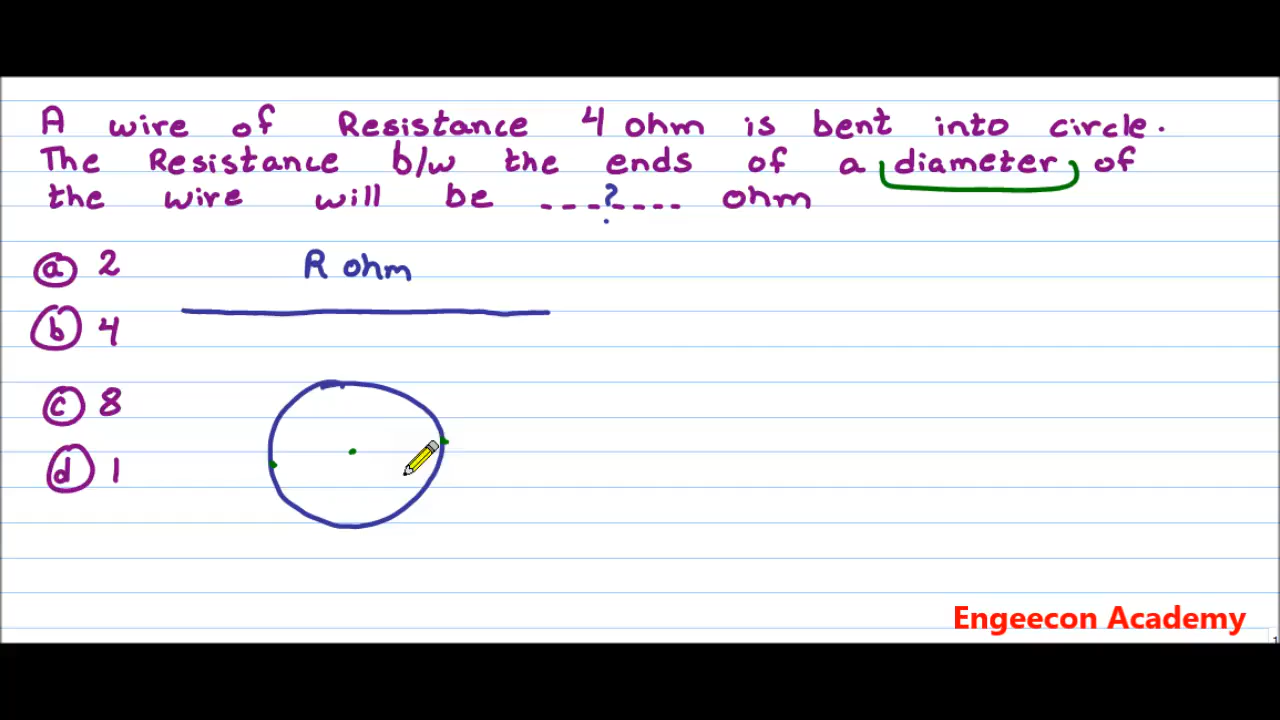 A wire of Resistance 4 ohm is bent into circle.
The Resistance b/w the ends of a diameter of
the wire will be ----?---- ohm
(a) 2
R ohm
(b) 4
(c) 8
(d) 1
Engeecon Academy
1